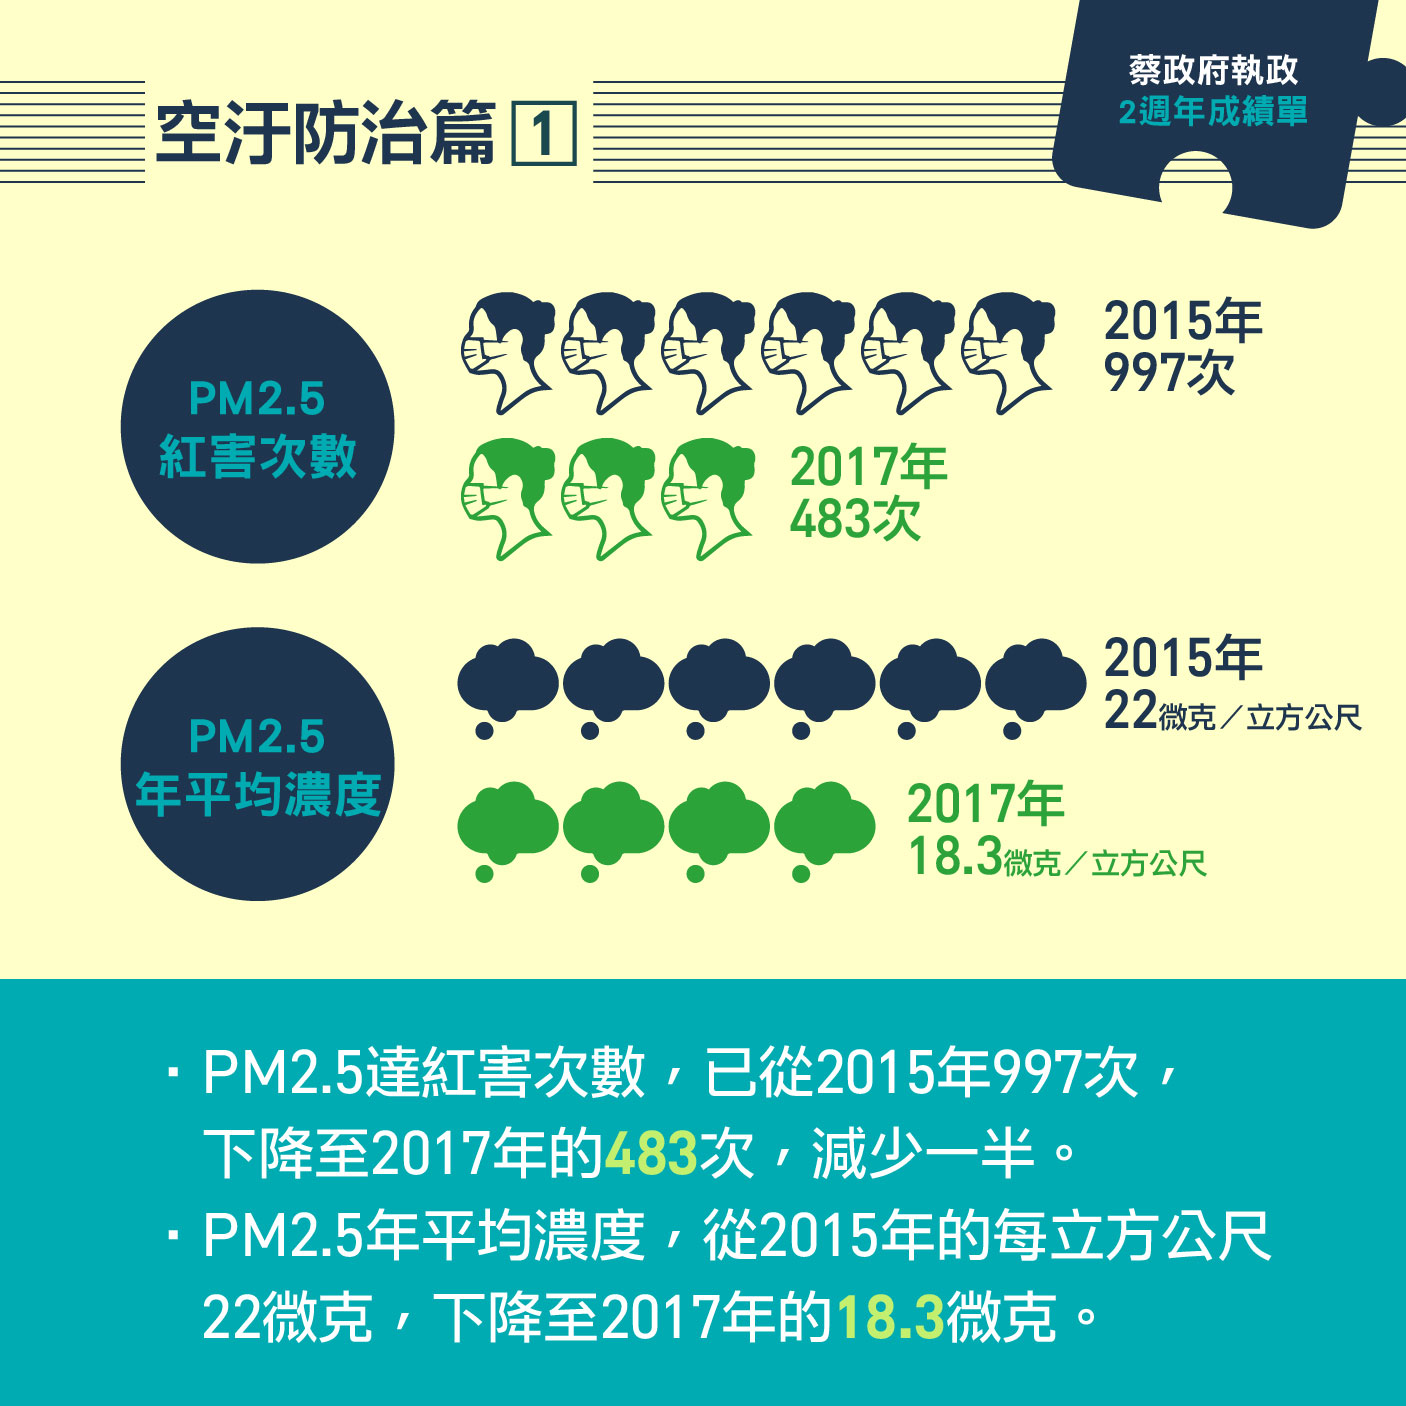 蔡政府執政
2週年成績單
空汙防治篇 1
PM2.5
紅害次數
2015年
997次
2017年
483次
PM2.5
年平均濃度
2015年
22微克／立方公尺
2017年
18.3微克／立方公尺
・PM2.5達紅害次數，已從2015年997次，
下降至2017年的483次，減少一半。
・PM2.5年平均濃度，從2015年的每立方公尺
22微克，下降至2017年的18.3微克。